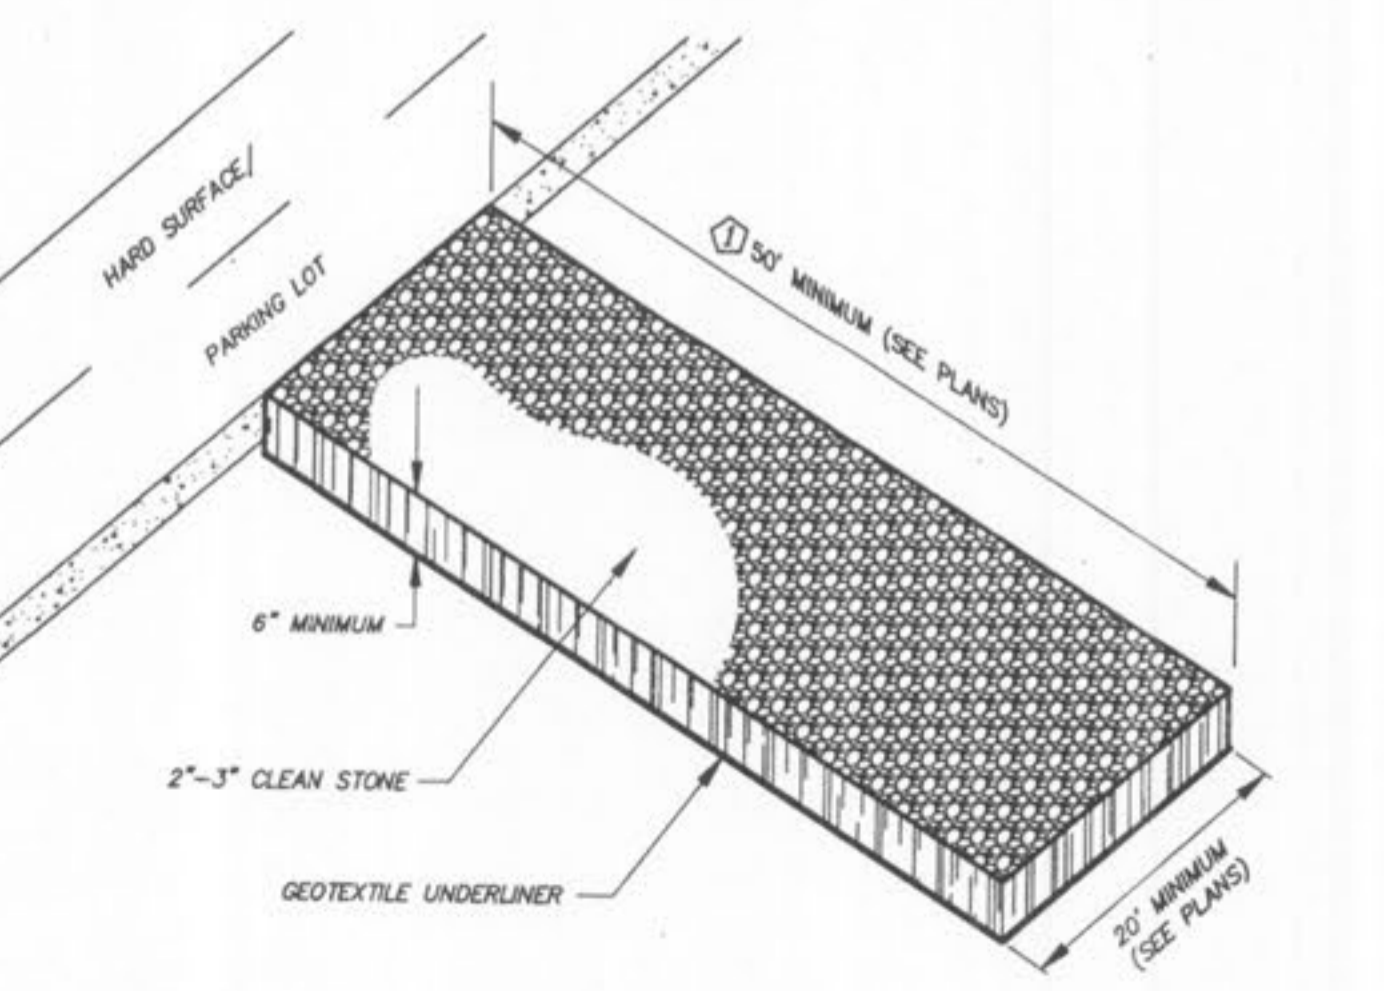 HARD SURFACE/
PARKING LOT
1 50' MINIMUM (SEE PLANS)
6" MINIMUM
2"-3" CLEAN STONE
GEOTEXTILE UNDERLINER
20' MINIMUM
(SEE PLANS)